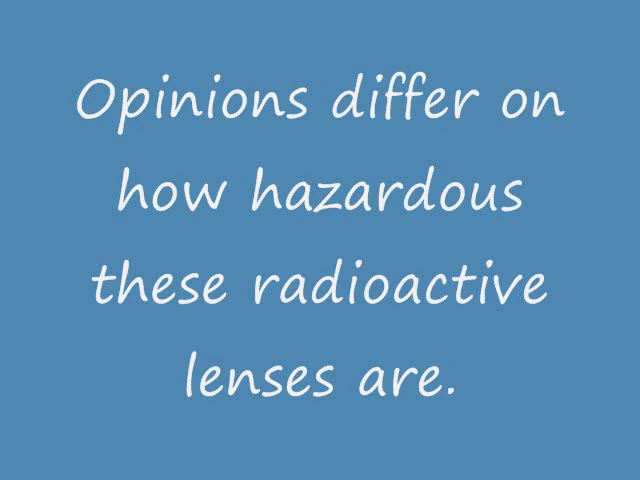 Opinions differ on
how hazardous
these radioactive
lenses are.